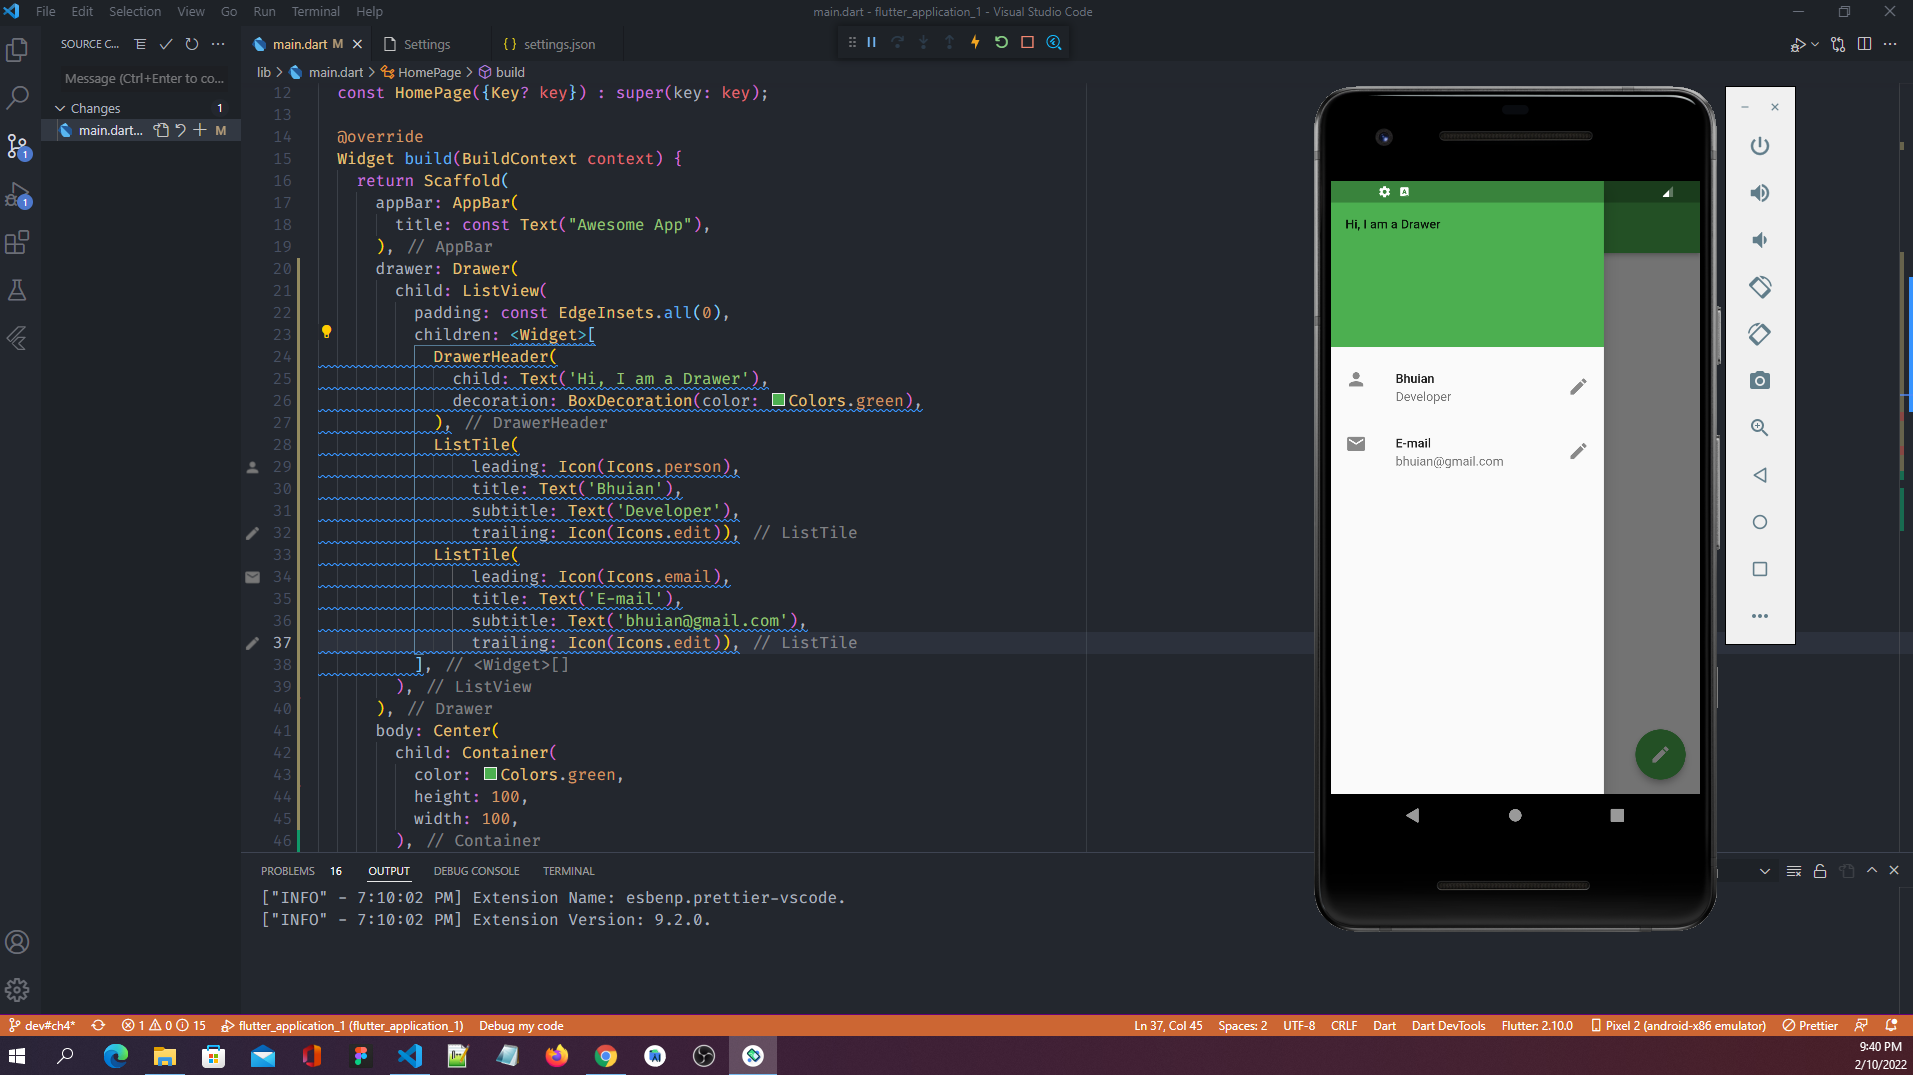 File Edit Selection View Go Run Terminal Help
main.dart - flutter_application_1 - Visual Studio Code
SOURCE C...
Message (Ctrl+Enter to co...
Changes 1
main.dart... M
1
1
main.dart M
Settings
{} settings.json
lib > main.dart > HomePage > build
12 const HomePage({Key? key}) : super(key: key);
13
14 @override
15 Widget build(BuildContext context) {
16 return Scaffold(
17 appBar: AppBar(
18 title: const Text("Awesome App"),
19 ), // AppBar
20 drawer: Drawer(
21 child: ListView(
22 padding: const EdgeInsets.all(0),
23 children: <Widget>[
24 DrawerHeader(
25 child: Text('Hi, I am a Drawer'),
26 decoration: BoxDecoration(color: Colors.green),
27 ), // DrawerHeader
28 ListTile(
29 leading: Icon(Icons.person),
30 title: Text('Bhuian'),
31 subtitle: Text('Developer'),
32 trailing: Icon(Icons.edit)), // ListTile
33 ListTile(
34 leading: Icon(Icons.email),
35 title: Text('E-mail'),
36 subtitle: Text('bhuian@gmail.com'),
37 trailing: Icon(Icons.edit)), // ListTile
38 ], // <Widget>[]
39 ), // ListView
40 ), // Drawer
41 body: Center(
42 child: Container(
43 color: Colors.green,
44 height: 100,
45 width: 100,
46 ), // Container
Hi, I am a Drawer
Bhuian
Developer
E-mail
bhuian@gmail.com
PROBLEMS 16 OUTPUT DEBUG CONSOLE TERMINAL
["INFO" - 7:10:02 PM] Extension Name: esbenp.prettier-vscode.
["INFO" - 7:10:02 PM] Extension Version: 9.2.0.
dev#ch4* 1 0 15 flutter_application_1 (flutter_application_1) Debug my code
Ln 37, Col 45 Spaces: 2 UTF-8 CRLF Dart Dart DevTools Flutter: 2.10.0 Pixel 2 (android-x86 emulator) Prettier
9:40 PM
2/10/2022